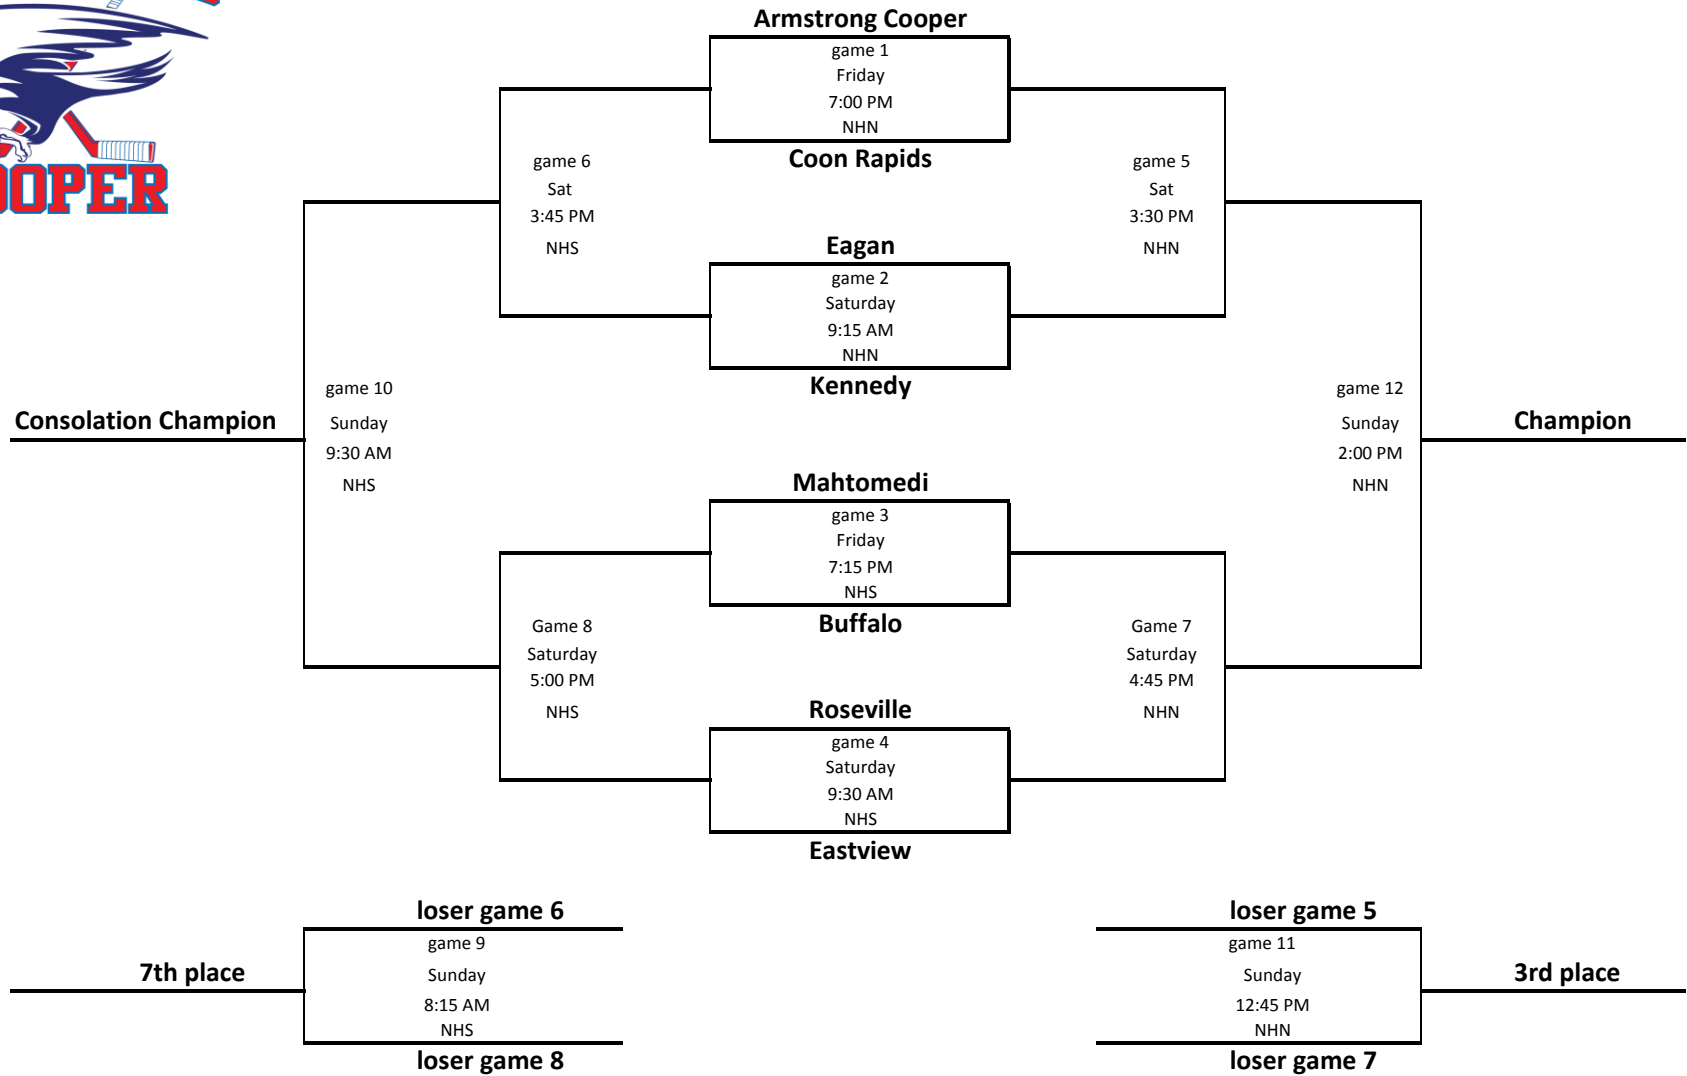 OOPER
Armstrong Cooper
game 1
Friday
7:00 PM
NHN
Coon Rapids
game 6
Sat
3:45 PM
NHS
game 5
Sat
3:30 PM
NHN
Eagan
game 2
Saturday
9:15 AM
NHN
Kennedy
game 10
Sunday
9:30 AM
NHS
Consolation Champion
game 12
Sunday
2:00 PM
NHN
Champion
Mahtomedi
game 3
Friday
7:15 PM
NHS
Buffalo
Game 8
Saturday
5:00 PM
NHS
Game 7
Saturday
4:45 PM
NHN
Roseville
game 4
Saturday
9:30 AM
NHS
Eastview
loser game 6
game 9
Sunday
8:15 AM
NHS
loser game 8
7th place
loser game 5
game 11
Sunday
12:45 PM
NHN
loser game 7
3rd place